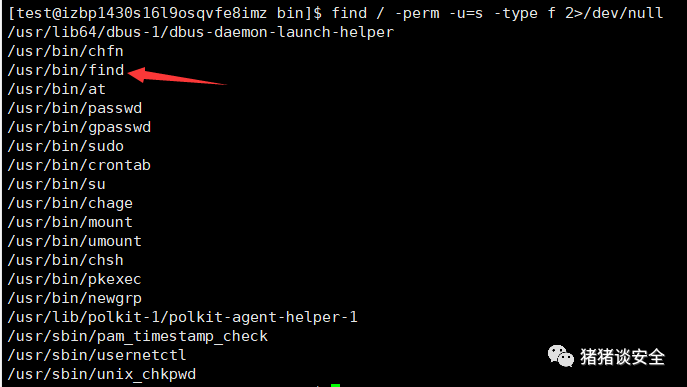 [test@izbp1430s16l9osqvfe8imz bin]$ find / -perm -u=s -type f 2>/dev/null
/usr/lib64/dbus-1/dbus-daemon-launch-helper
/usr/bin/chfn
/usr/bin/find
/usr/bin/at
/usr/bin/passwd
/usr/bin/gpasswd
/usr/bin/sudo
/usr/bin/crontab
/usr/bin/su
/usr/bin/chage
/usr/bin/mount
/usr/bin/umount
/usr/bin/chsh
/usr/bin/pkexec
/usr/bin/newgrp
/usr/lib/polkit-1/polkit-agent-helper-1
/usr/sbin/pam_timestamp_check
/usr/sbin/usernetctl
/usr/sbin/unix_chkpwd
猪猪谈安全